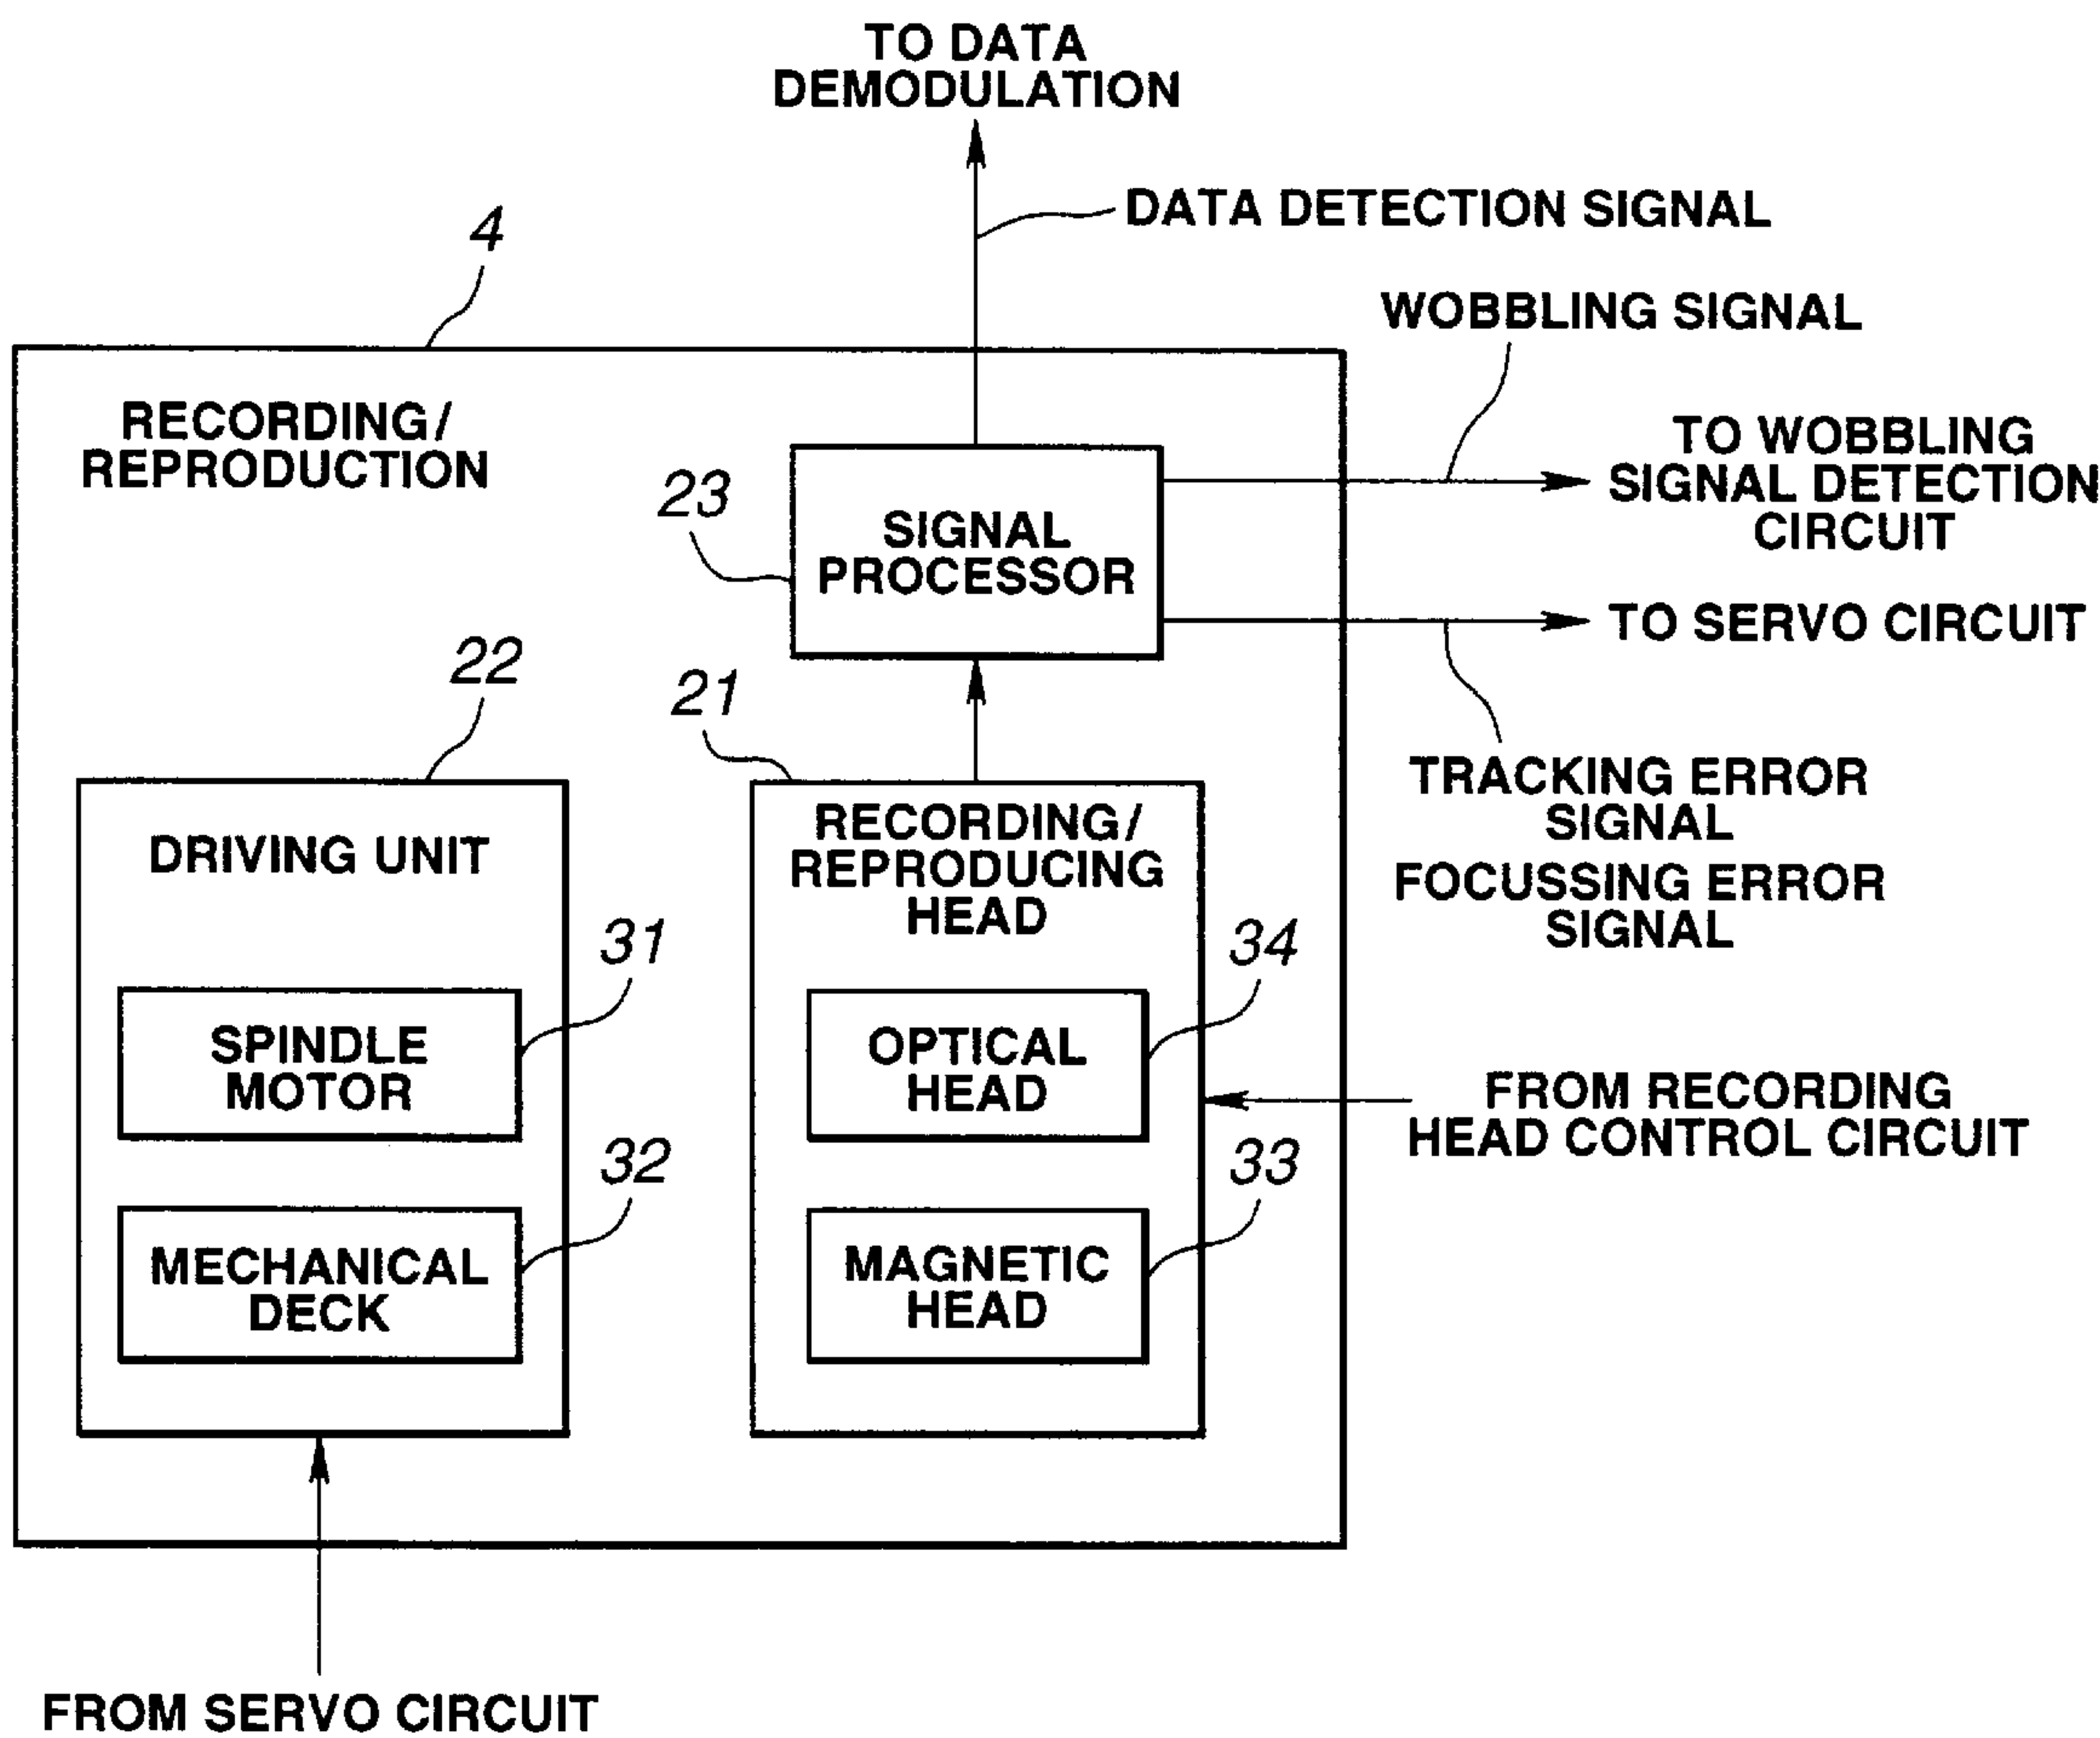 TO DATA
DEMODULATION
DATA DETECTION SIGNAL
4
WOBBLING SIGNAL
RECORDING/
REPRODUCTION
TO WOBBLING
SIGNAL DETECTION
CIRCUIT
23
SIGNAL
PROCESSOR
TO SERVO CIRCUIT
22
21
TRACKING ERROR
SIGNAL
FOCUSSING ERROR
SIGNAL
DRIVING UNIT
RECORDING/
REPRODUCING
HEAD
31
34
SPINDLE
MOTOR
OPTICAL
HEAD
FROM RECORDING
HEAD CONTROL CIRCUIT
32
33
MECHANICAL
DECK
MAGNETIC
HEAD
FROM SERVO CIRCUIT